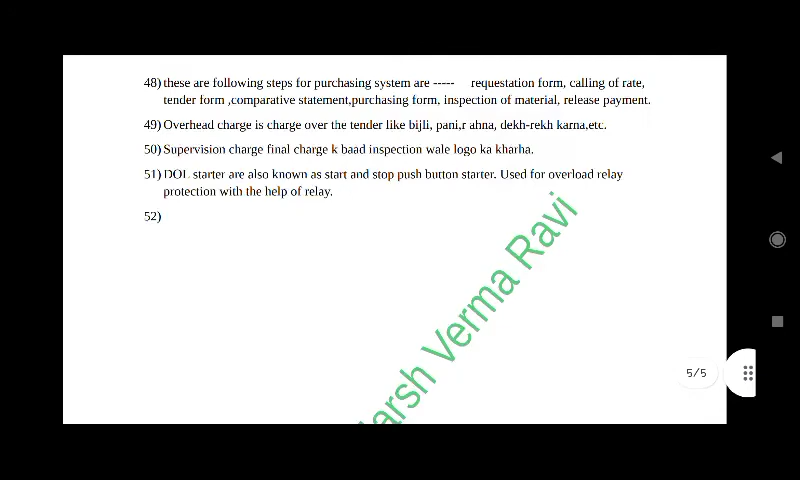 48) these are following steps for purchasing system are ----- requestation form, calling of rate,
tender form ,comparative statement,purchasing form, inspection of material, release payment.
49) Overhead charge is charge over the tender like bijli, pani,r ahna, dekh-rekh karna,etc.
50) Supervision charge final charge k baad inspection wale logo ka kharha.
51) DOL starter are also known as start and stop push button starter. Used for overload relay
protection with the help of relay.
52)
arsh Verma Ravi
5/5